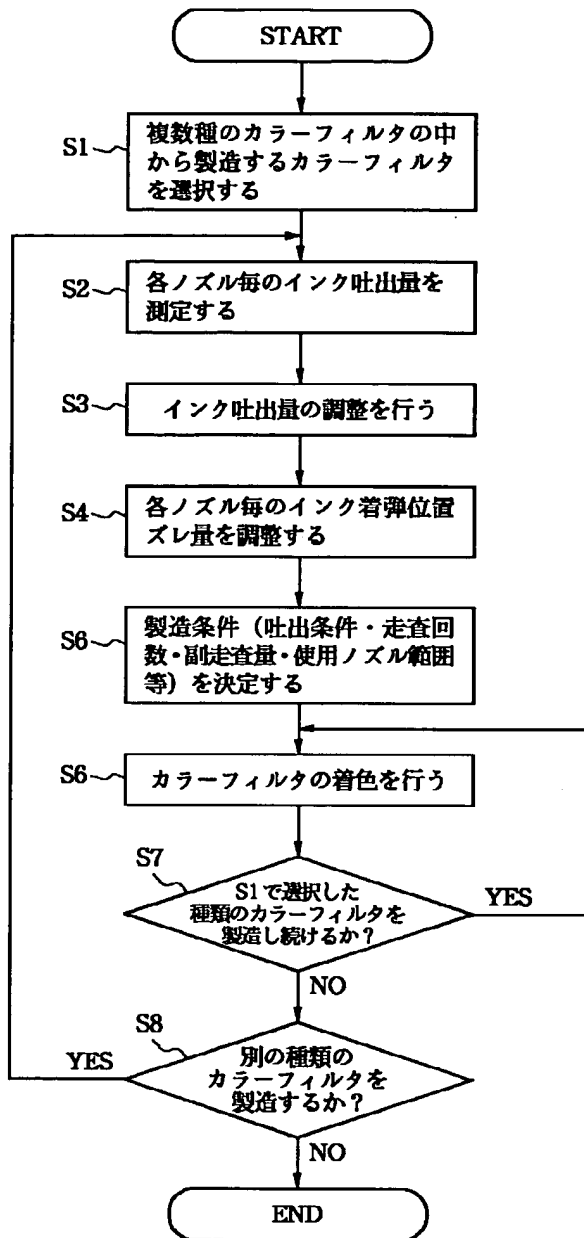 START
S1
複数種のカラーフィルタの中
から製造するカラーフィルタ
を選択する
S2
各ノズル毎のインク吐出量を
測定する
S3
インク吐出量の調整を行う
S4
各ノズル毎のインク着弾位置
ズレ量を調整する
S6
製造条件（吐出条件・走査回
数・副走査量・使用ノズル範囲
等）を決定する
S6
カラーフィルタの着色を行う
S7
S1で選択した
種類のカラーフィルタを
製造し続けるか？
YES
NO
S8
別の種類の
カラーフィルタを
製造するか？
YES
NO
END